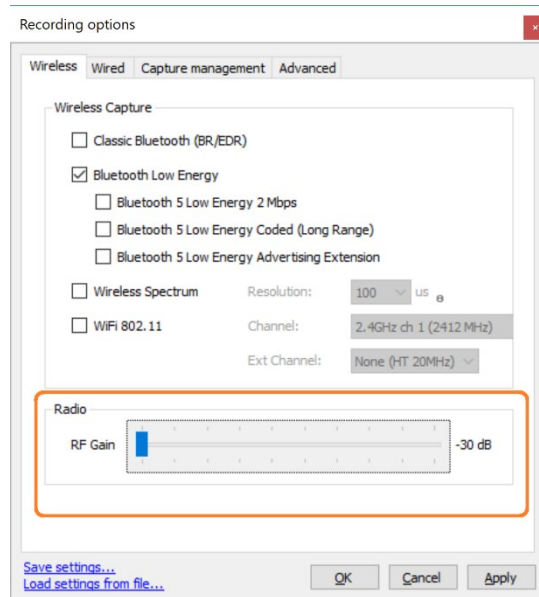 Recording options
Wireless Wired Capture management Advanced
Wireless Capture
Classic Bluetooth (BR/EDR)
Bluetooth Low Energy
Bluetooth 5 Low Energy 2 Mbps
Bluetooth 5 Low Energy Coded (Long Range)
Bluetooth 5 Low Energy Advertising Extension
Wireless Spectrum Resolution: 100 us
WiFi 802.11 Channel: 2.4GHz ch 1 (2412 MHz)
Ext Channel: None (HT 20MHz)
Radio
RF Gain -30 dB
Save settings...
Load settings from file...
OK Cancel Apply